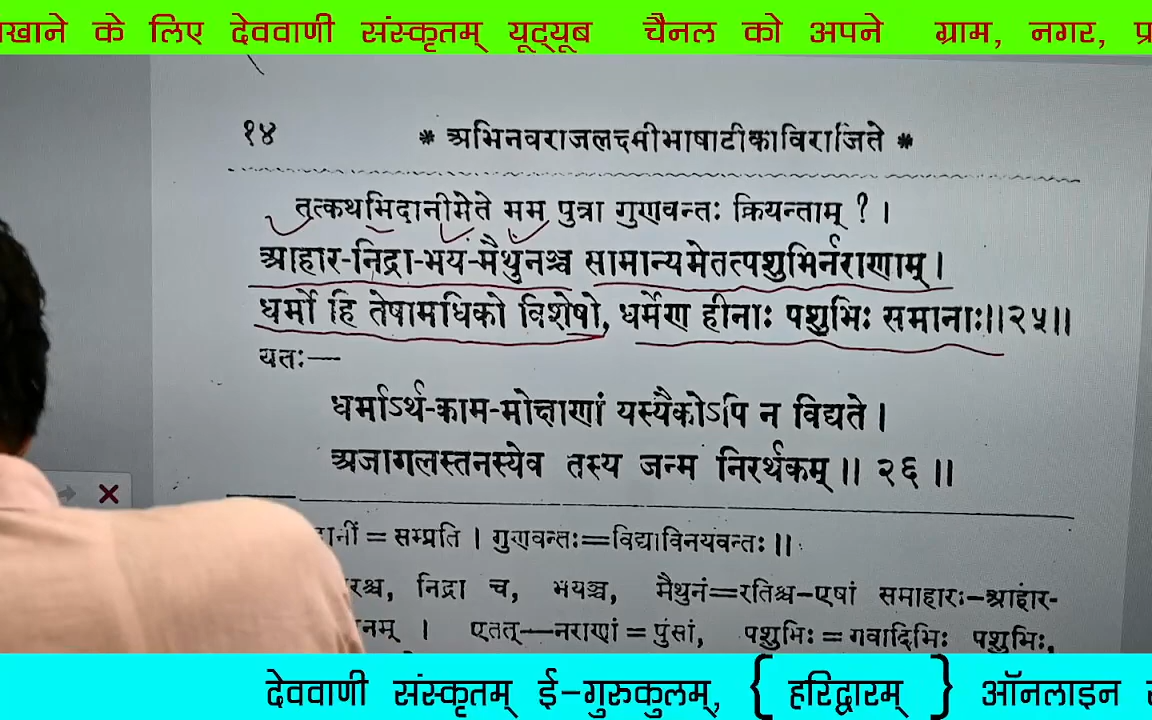 के लिए देववाणी संस्कृतम् यूट्यूब चैनल को अपने ग्राम, नगर,
१४ * अभिनवराजलक्ष्मीभाषाटीकाविराजिते *
तत्कथमिदानीमेते मम पुत्रा गुणवन्तः क्रियन्ताम् ? ।
आहार-निद्रा-भयं-मैथुनञ्च सामान्यमेतत्पशुभिर्नराणाम् ।
धर्मो हि तेषामधिको विशेषो, धर्मेण हीनाः पशुभिः समानाः॥२५॥
यतः—
धर्माऽर्थ-काम-मोक्षाणां यस्यैकोऽपि न विद्यते ।
अजागलस्तनस्येव तस्य जन्म निरर्थकम् ॥ २६ ॥
= सम्प्रति । गुणवन्तः=विद्याविनयवन्तः ॥
निद्रा च, भयञ्च, मैथुनं=रतिश्च-एषां समाहारः-आहार-
। एतत्—नराणां = पुंसां, पशुभिः = गवादिभिः पशुभिः,
देववाणी संस्कृतम् ई-गुरुकुलम्, { हरिद्वारम् } ऑनलाइन